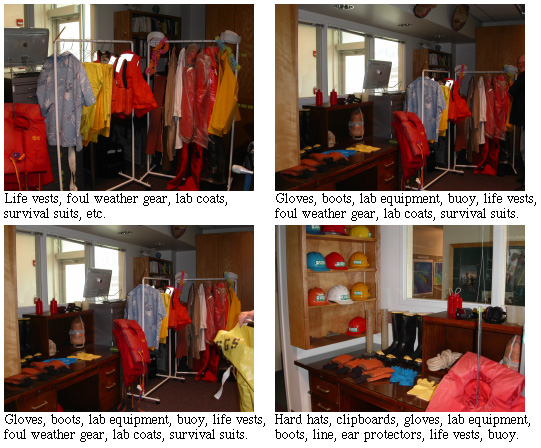 Life vests, foul weather gear, lab coats,
survival suits, etc.
Gloves, boots, lab equipment, buoy, life vests,
foul weather gear, lab coats, survival suits.
Gloves, boots, lab equipment, buoy, life vests,
foul weather gear, lab coats, survival suits.
Hard hats, clipboards, gloves, lab equipment,
boots, line, ear protectors, life vests, buoy.